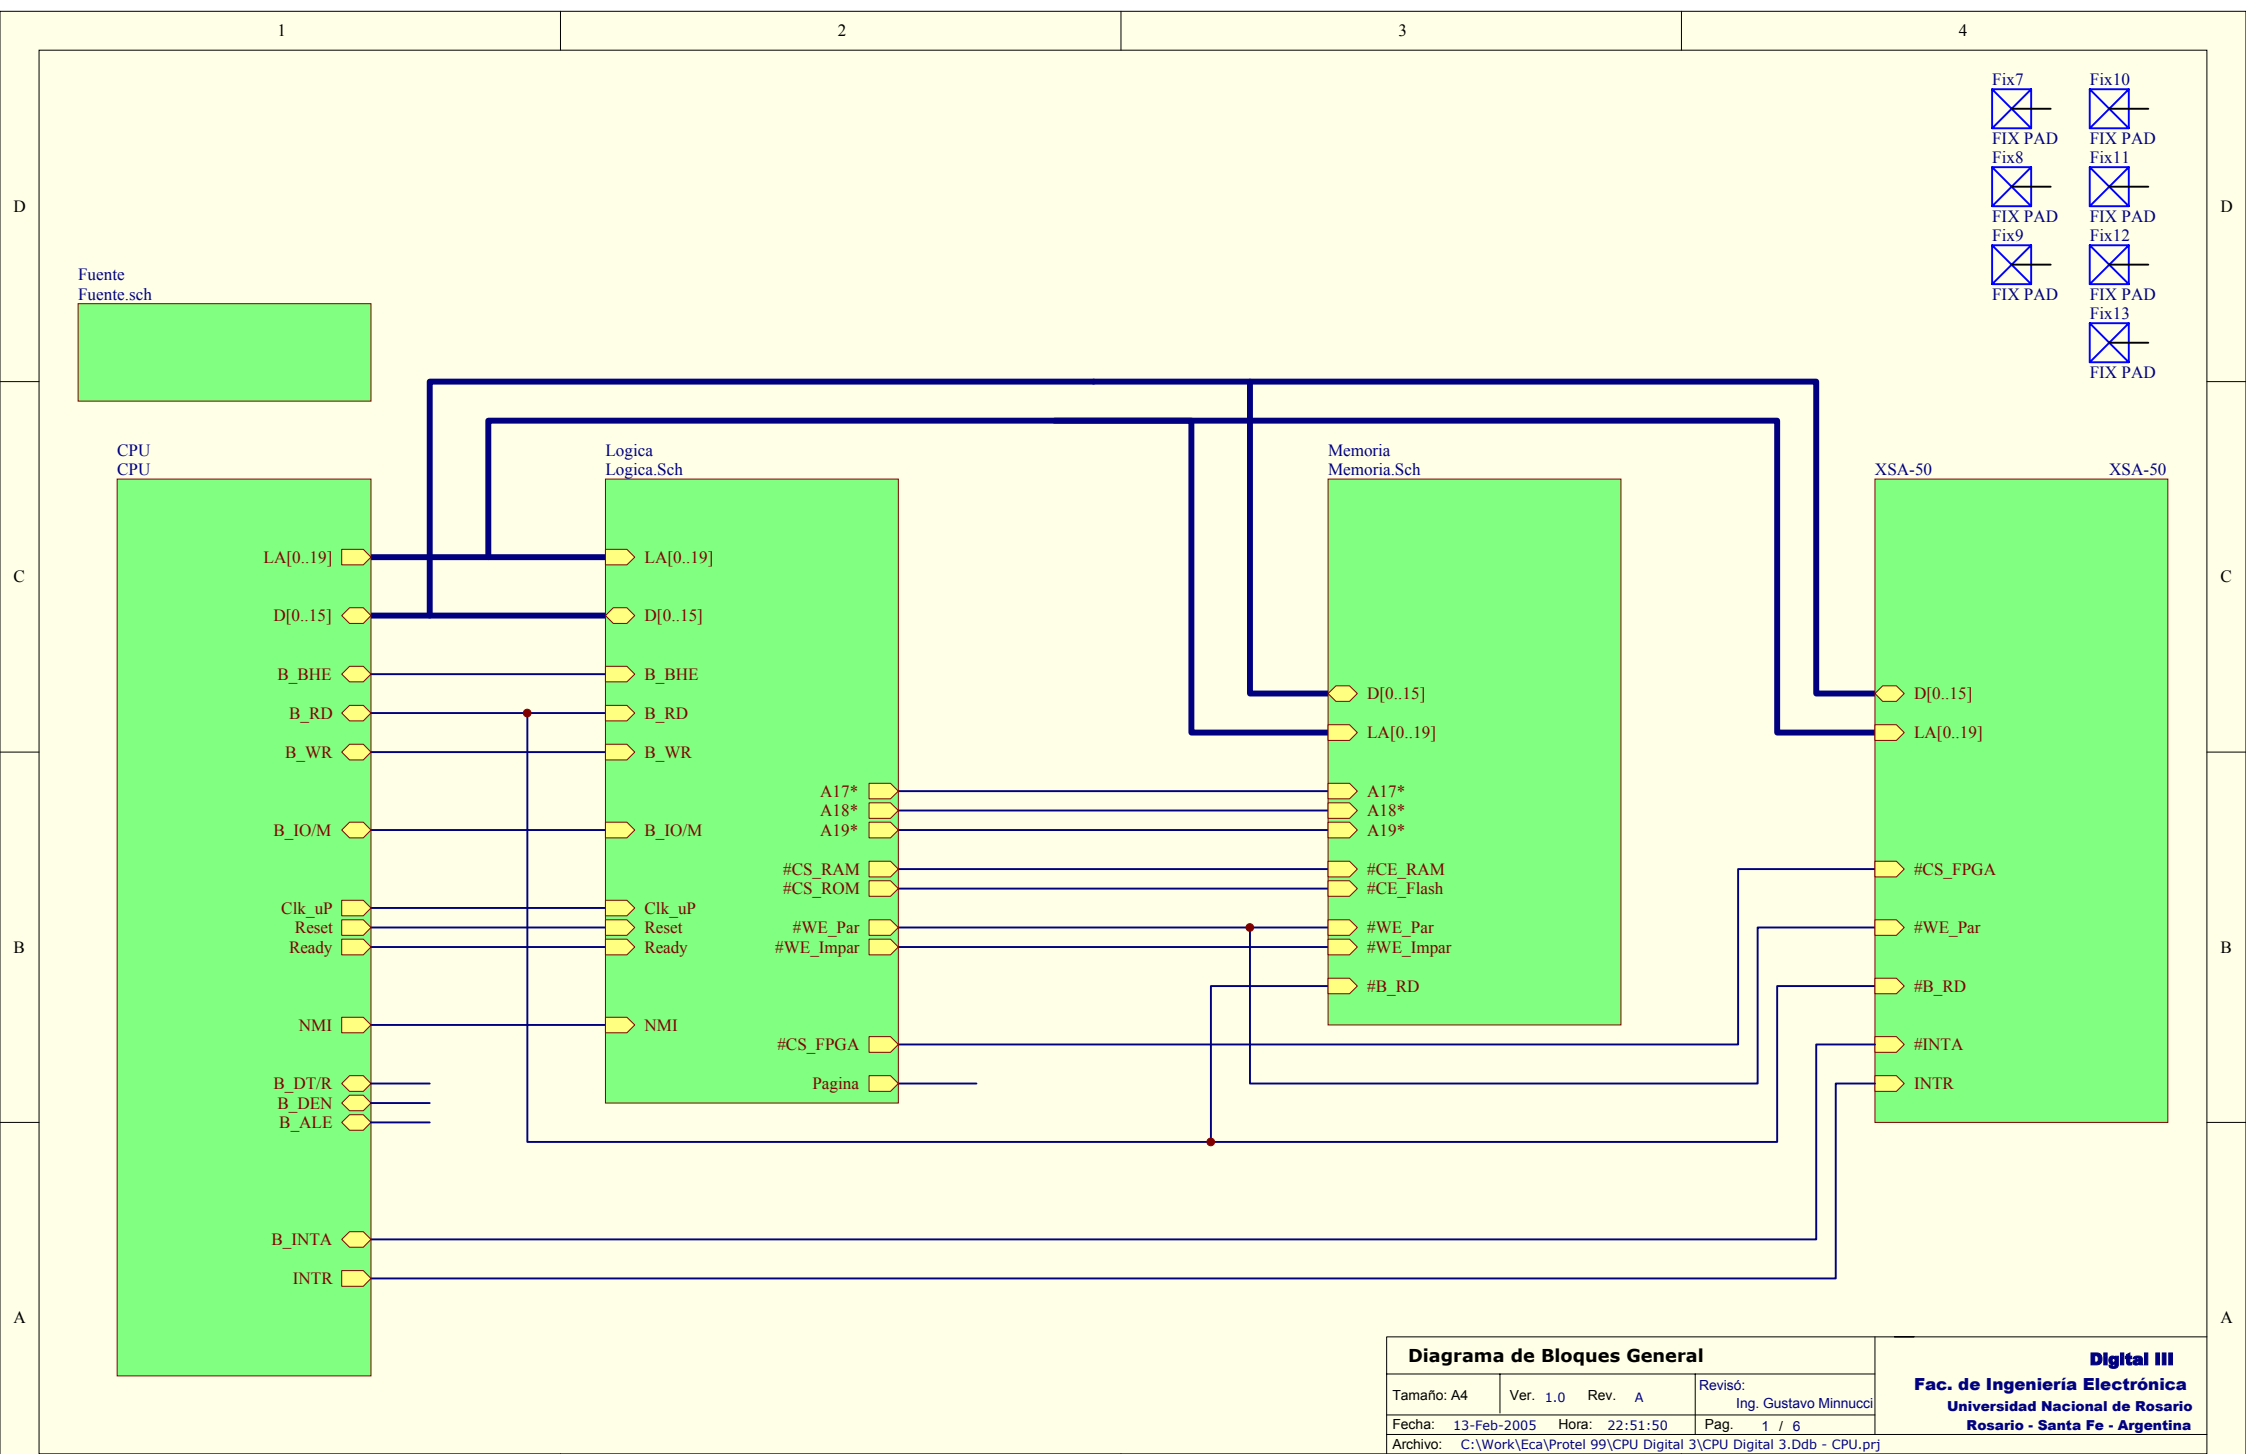 1 2 3 4
Fix7 Fix10
FIX PAD FIX PAD
Fix8 Fix11
D D
FIX PAD FIX PAD
Fix9 Fix12
FIX PAD FIX PAD
Fix13
FIX PAD
Fuente
Fuente.sch
CPU
CPU
LA[0..19]
D[0..15]
B_BHE
B_RD
B_WR
B_IO/M
Clk_uP
Reset
Ready
NMI
B_DT/R
B_DEN
B_ALE
B_INTA
INTR
Logica
Logica.Sch
LA[0..19]
D[0..15]
B_BHE
B_RD
B_WR
B_IO/M
Clk_uP
Reset
Ready
NMI
A17*
A18*
A19*
#CS_RAM
#CS_ROM
#WE_Par
#WE_Impar
#CS_FPGA
Pagina
Memoria
Memoria.Sch
D[0..15]
LA[0..19]
A17*
A18*
A19*
#CE_RAM
#CE_Flash
#WE_Par
#WE_Impar
#B_RD
XSA-50 XSA-50
D[0..15]
LA[0..19]
#CS_FPGA
#WE_Par
#B_RD
#INTA
INTR
C C
B B
A A
Diagrama de Bloques General
Tamaño: A4 Ver. 1.0 Rev. A
Revisó:
Ing. Gustavo Minnucci
Fecha: 13-Feb-2005 Hora: 22:51:50 Pag. 1 / 6
Archivo: C:\Work\Eca\Protel 99\CPU Digital 3\CPU Digital 3.Ddb - CPU.prj
Digital III
Fac. de Ingeniería Electrónica
Universidad Nacional de Rosario
Rosario - Santa Fe - Argentina